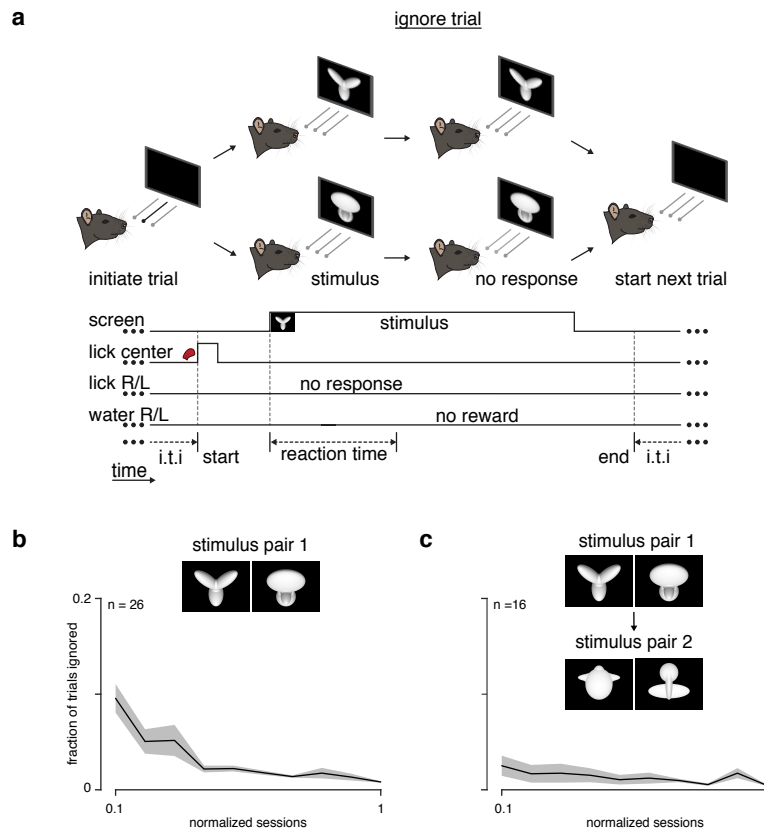 a
ignore trial
initiate trial
stimulus
no response
start next trial
screen
stimulus
lick center
lick R/L
no response
water R/L
no reward
i.t.i
start
reaction time
end
i.t.i
time
b
stimulus pair 1
n = 26
0.2
fraction of trials ignored
0
0.1
1
normalized sessions
c
stimulus pair 1
n =16
stimulus pair 2
0.1
normalized sessions